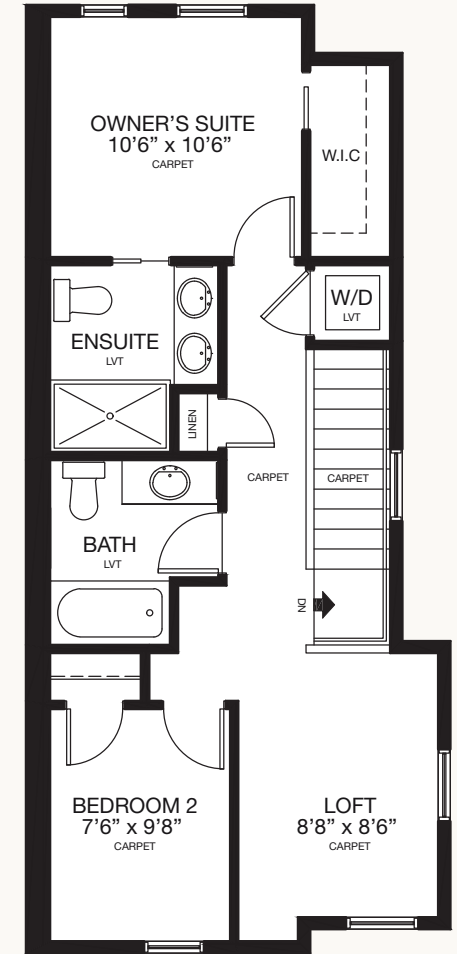 OWNER'S SUITE
10'6" x 10'6"
CARPET
W.I.C
W/D
LVT
ENSUITE
LVT
LINEN
CARPET
CARPET
BATH
LVT
DN
BEDROOM 2
7'6" x 9'8"
CARPET
LOFT
8'8" x 8'6"
CARPET